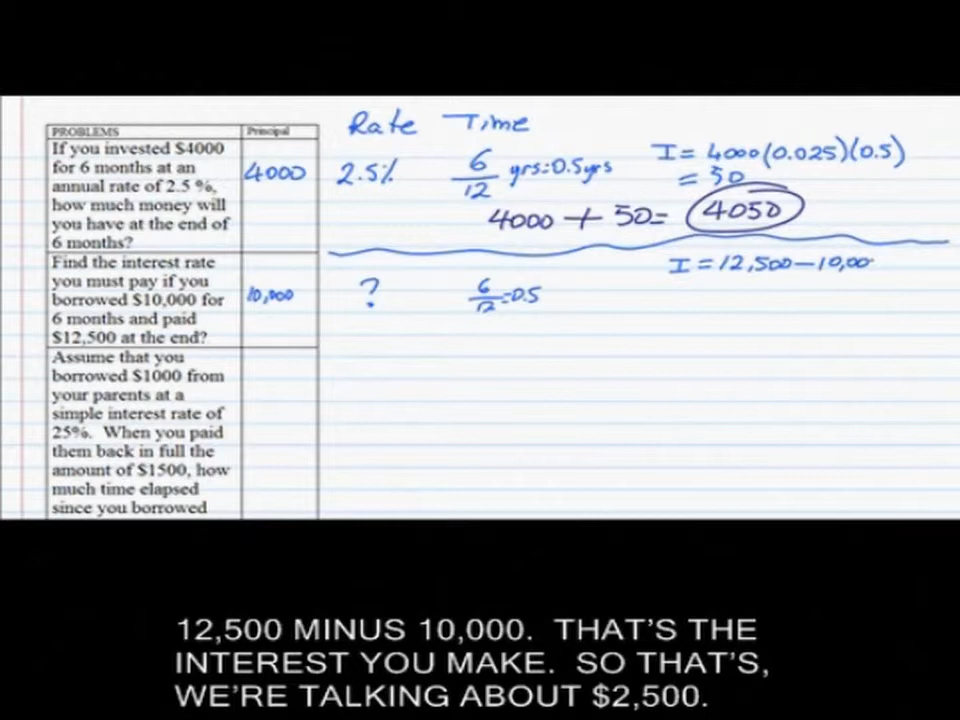 Rate Time
PROBLEMS Principal
If you invested $4000
for 6 months at an
annual rate of 2.5 %,
how much money will
you have at the end of
6 months?
4000 2.5% 6/12 yrs=0.5yrs I= 4000(0.025)(0.5)
= 50
4000 + 50= 4050
Find the interest rate
you must pay if you
borrowed $10,000 for
6 months and paid
$12,500 at the end?
10,000 ? 6/12=0.5 I = 12,500-10,00
Assume that you
borrowed $1000 from
your parents at a
simple interest rate of
25%. When you paid
them back in full the
amount of $1500, how
much time elapsed
since you borrowed
12,500 MINUS 10,000. THAT'S THE
INTEREST YOU MAKE. SO THAT'S,
WE'RE TALKING ABOUT $2,500.